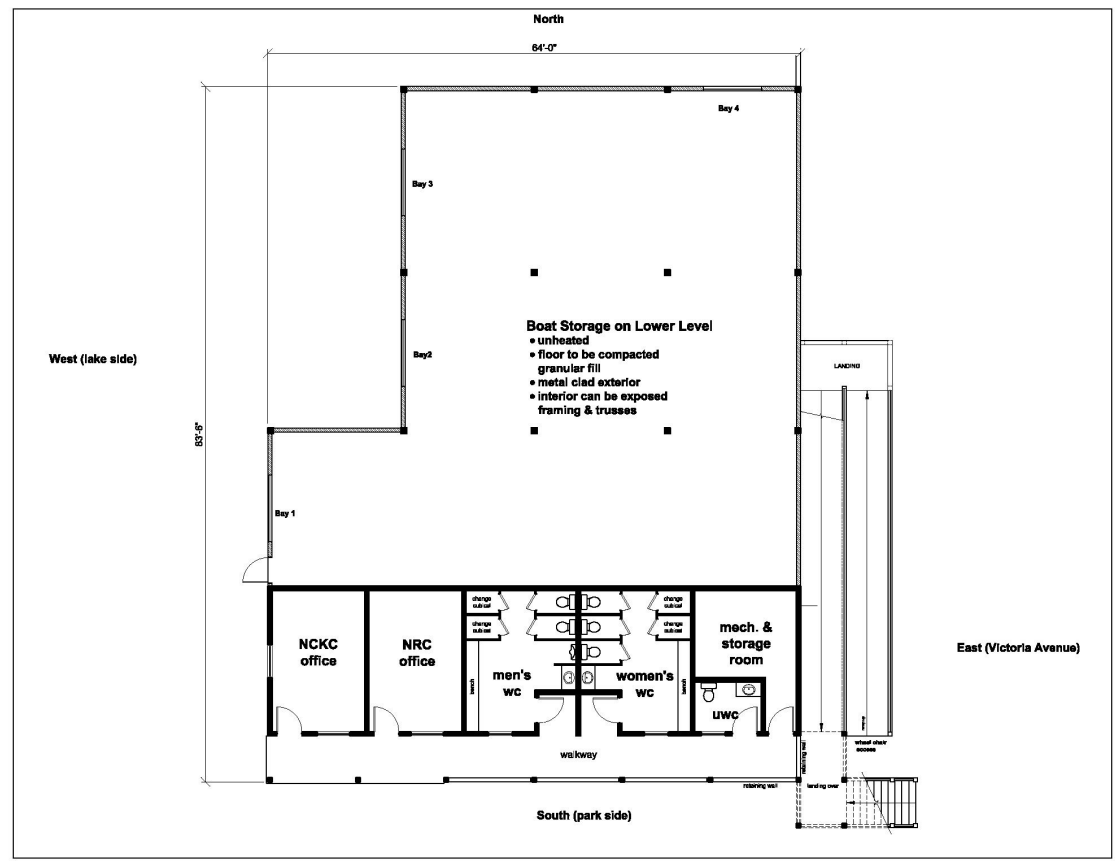 North
64'-0"
Bay 4
Bay 3
Boat Storage on Lower Level
• unheated
• floor to be compacted
granular fill
• metal clad exterior
• interior can be exposed
framing & trusses
Bay2
West (lake side)
LANDING
83'-6"
Bay 1
change
cubical
change
cubical
change
cubical
change
cubical
NCKC
office
NRC
office
men's
wc
bench
women's
wc
bench
mech. &
storage
room
uwc
East (Victoria Avenue)
walkway
retaining wall
wheel chair
access
retaining wall
landing over
South (park side)